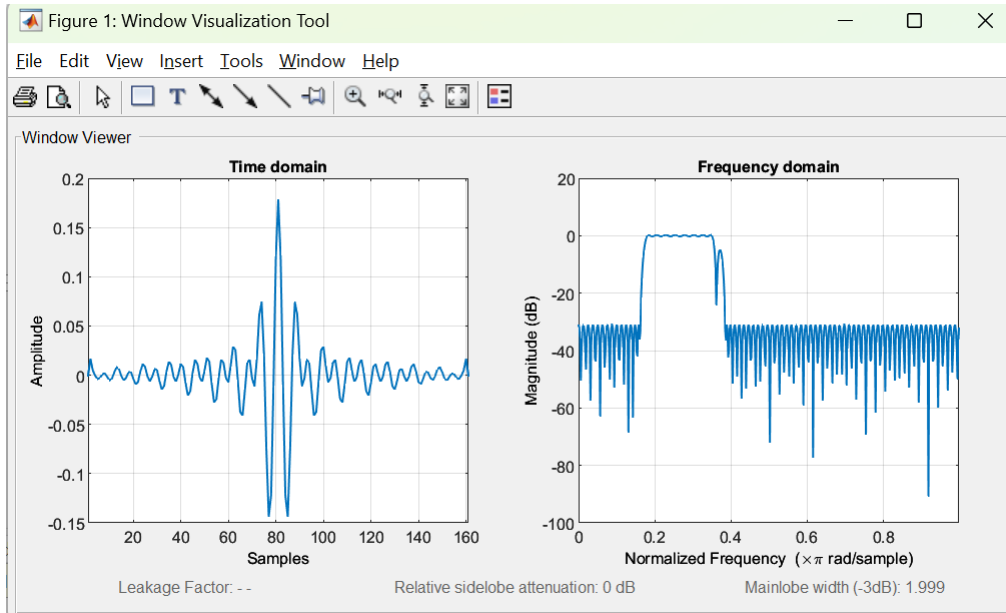 Figure 1: Window Visualization Tool
File Edit View Insert Tools Window Help
T
Window Viewer
Time domain
0.2
0.15
0.1
0.05
0
-0.05
-0.1
-0.15
Amplitude
20 40 60 80 100 120 140 160
Samples
Frequency domain
20
0
-20
-40
-60
-80
-100
Magnitude (dB)
0 0.2 0.4 0.6 0.8
Normalized Frequency (×π rad/sample)
Leakage Factor: - - Relative sidelobe attenuation: 0 dB Mainlobe width (-3dB): 1.999